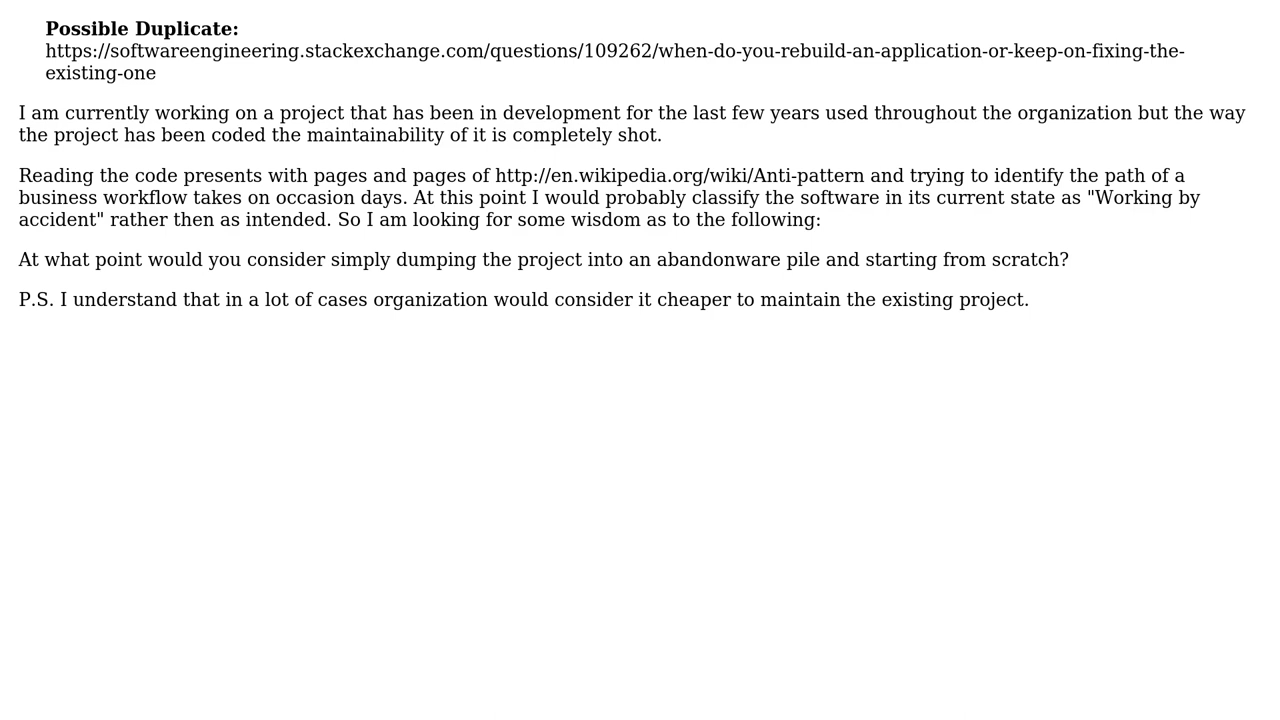 Possible Duplicate:
https://softwareengineering.stackexchange.com/questions/109262/when-do-you-rebuild-an-application-or-keep-on-fixing-the-
existing-one
I am currently working on a project that has been in development for the last few years used throughout the organization but the way
the project has been coded the maintainability of it is completely shot.
Reading the code presents with pages and pages of http://en.wikipedia.org/wiki/Anti-pattern and trying to identify the path of a
business workflow takes on occasion days. At this point I would probably classify the software in its current state as "Working by
accident" rather then as intended. So I am looking for some wisdom as to the following:
At what point would you consider simply dumping the project into an abandonware pile and starting from scratch?
P.S. I understand that in a lot of cases organization would consider it cheaper to maintain the existing project.